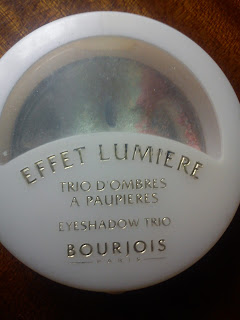 EFFET LUMIERE
TRIO D'OMBRES
A PAUPIERES
EYESHADOW TRIO
BOURJOIS
PARIS